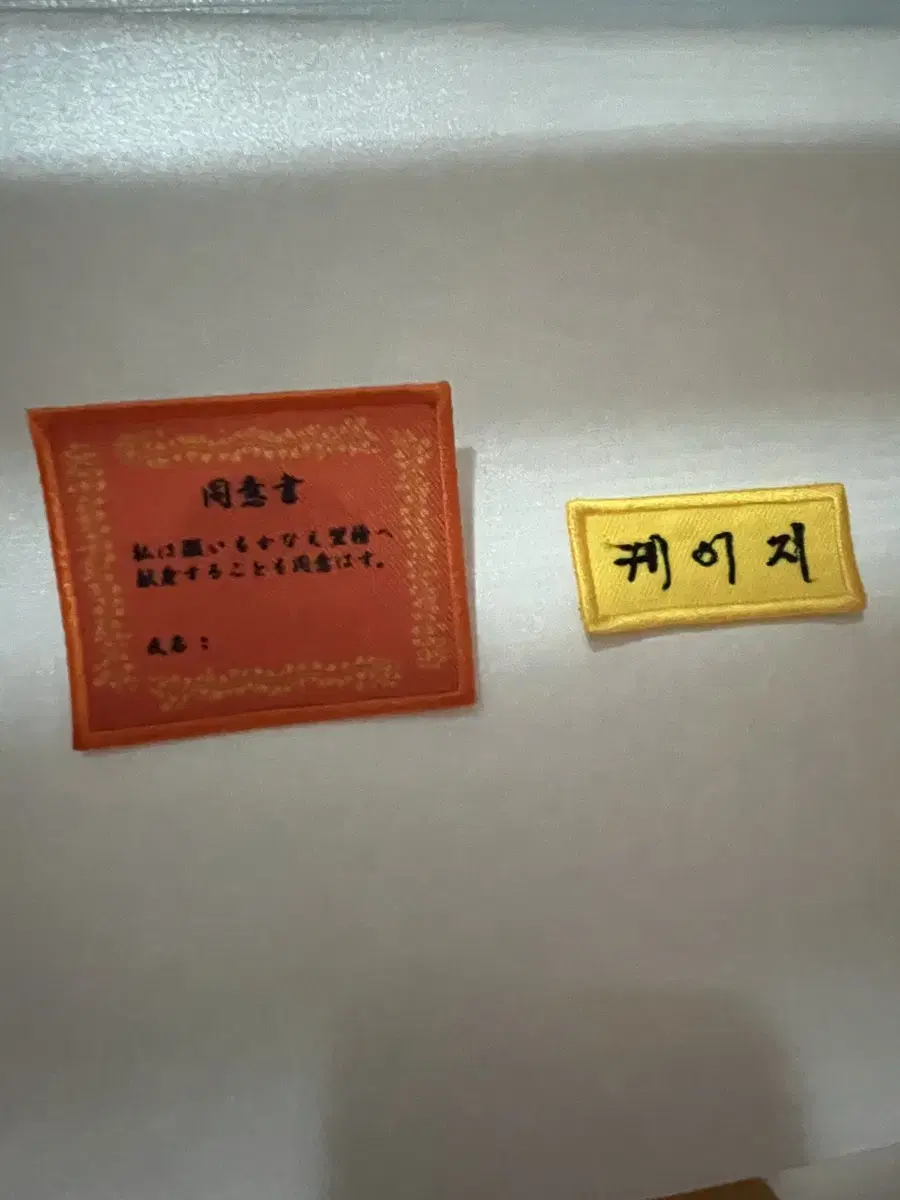 同意書
私は願いをかなえ聖槍へ
献身することを同意はす。
氏名：
케이지